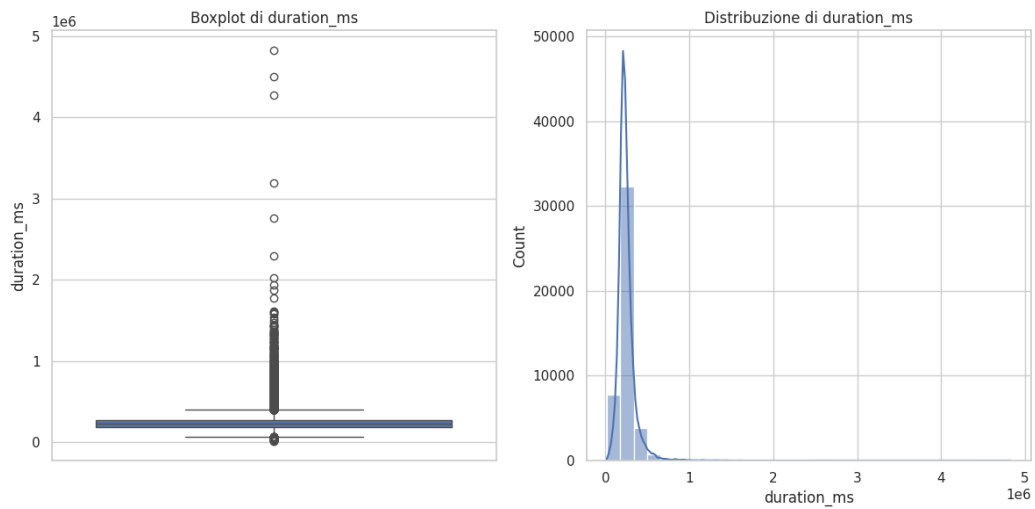 Boxplot di duration_ms
1e6
5
4
3
2
1
0
duration_ms
Distribuzione di duration_ms
50000
40000
30000
20000
10000
0
Count
0
1
2
3
4
5
1e6
duration_ms